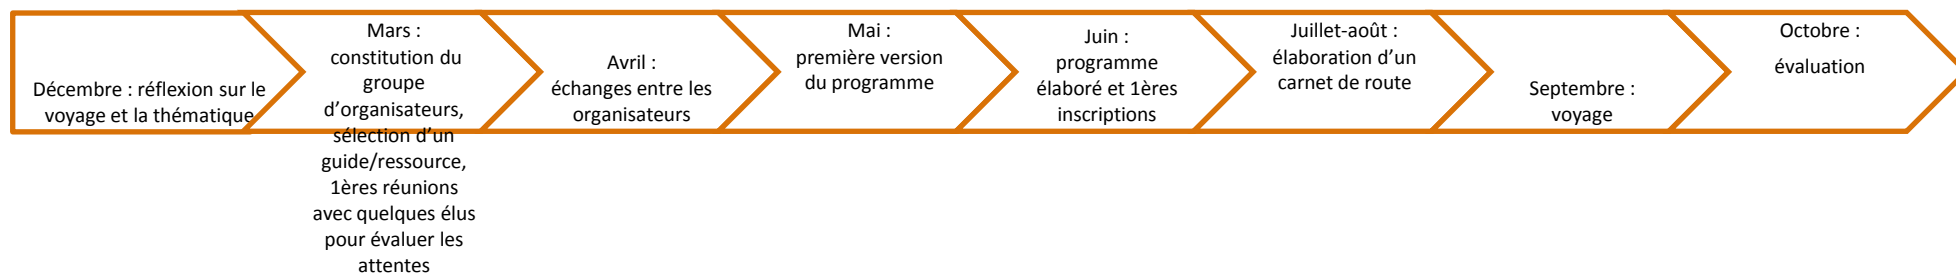 Décembre : réflexion sur le
voyage et la thématique
Mars :
constitution du
groupe
d’organisateurs,
sélection d’un
guide/ressource,
1ères réunions
avec quelques élus
pour évaluer les
attentes
Avril :
échanges entre les
organisateurs
Mai :
première version
du programme
Juin :
programme
élaboré et 1ères
inscriptions
Juillet-août :
élaboration d’un
carnet de route
Septembre :
voyage
Octobre :
évaluation